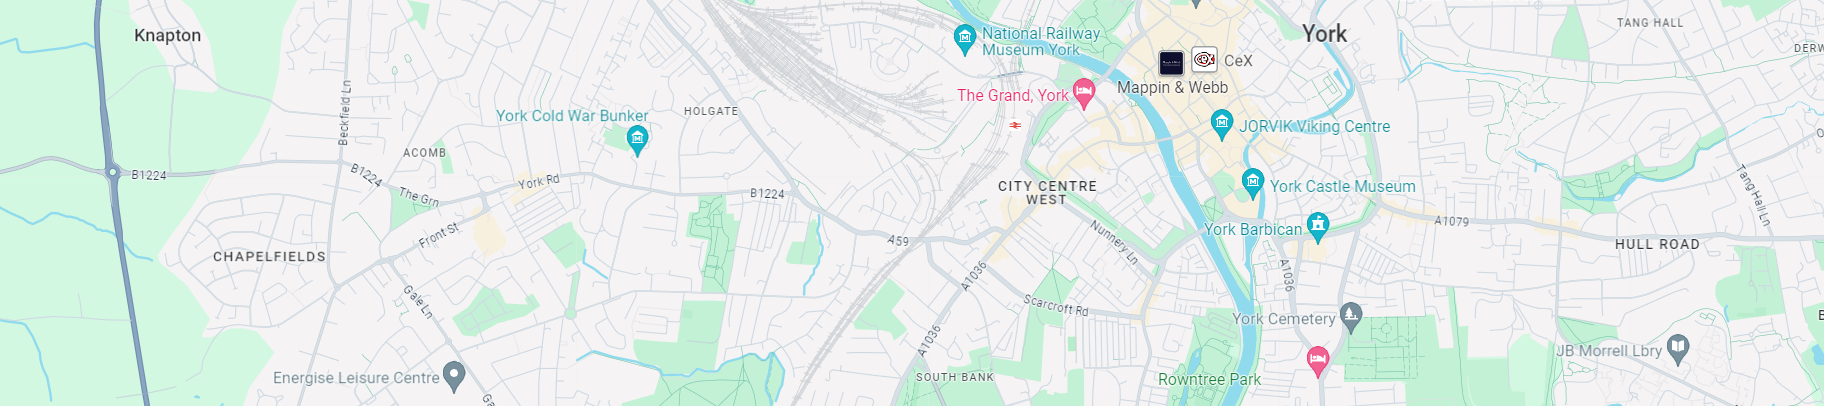 Knapton
York
TANG HALL
National Railway
Museum York
CeX
Mappin & Webb
The Grand, York
Beckfield Ln
HOLGATE
York Cold War Bunker
JORVIK Viking Centre
ACOMB
B1224
B1224
The Grn
York Rd
B1224
CITY CENTRE
WEST
York Castle Museum
Tang Hall Ln
A1079
Front St
Nunnery Ln
York Barbican
A59
HULL ROAD
CHAPELFIELDS
A1036
A1036
Gale Ln
Scarcroft Rd
York Cemetery
A1036
JB Morrell Lbry
Energise Leisure Centre
SOUTH BANK
Rowntree Park